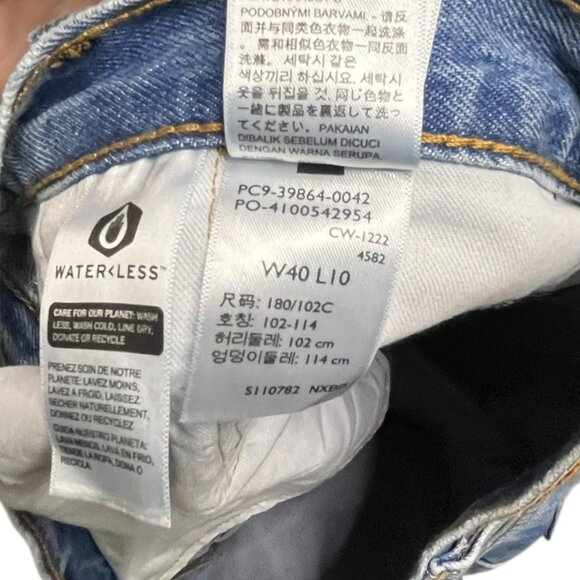 PODOBNÝMI BARVAMI. 请反
面并与同类色衣物一起洗涤
。需和相似色衣物一同反面
洗滌。세탁시 같은
색상끼리 하십시요. 세탁시
옷을 뒤집을 것. 同じ色物と
一緒に製品を裏返して洗っ
てください。PAKAIAN
DIBALIK SEBELUM DICUCI
DENGAN WARNA SERUPA.
PC9-39864-0042
PO-4100542954
CW-1222
4582
W40 L10
尺码: 180/102C
호칭: 102-114
허리둘레: 102 cm
엉덩이둘레: 114 cm
S110782
WATER<LESS™
CARE FOR OUR PLANET: WASH
LESS, WASH COLD, LINE DRY,
DONATE OR RECYCLE
PRENEZ SOIN DE NOTRE
PLANÈTE: LAVEZ MOINS,
LAVEZ A FROID, LAISSEZ
SECHER NATURELLEMENT,
DONNEZ OU RECYCLEZ
CUIDA NUESTRO PLANETA:
LAVA MENOS, LAVA EN FRIO,
TIENDE LA ROPA, DONA O
RECICLA